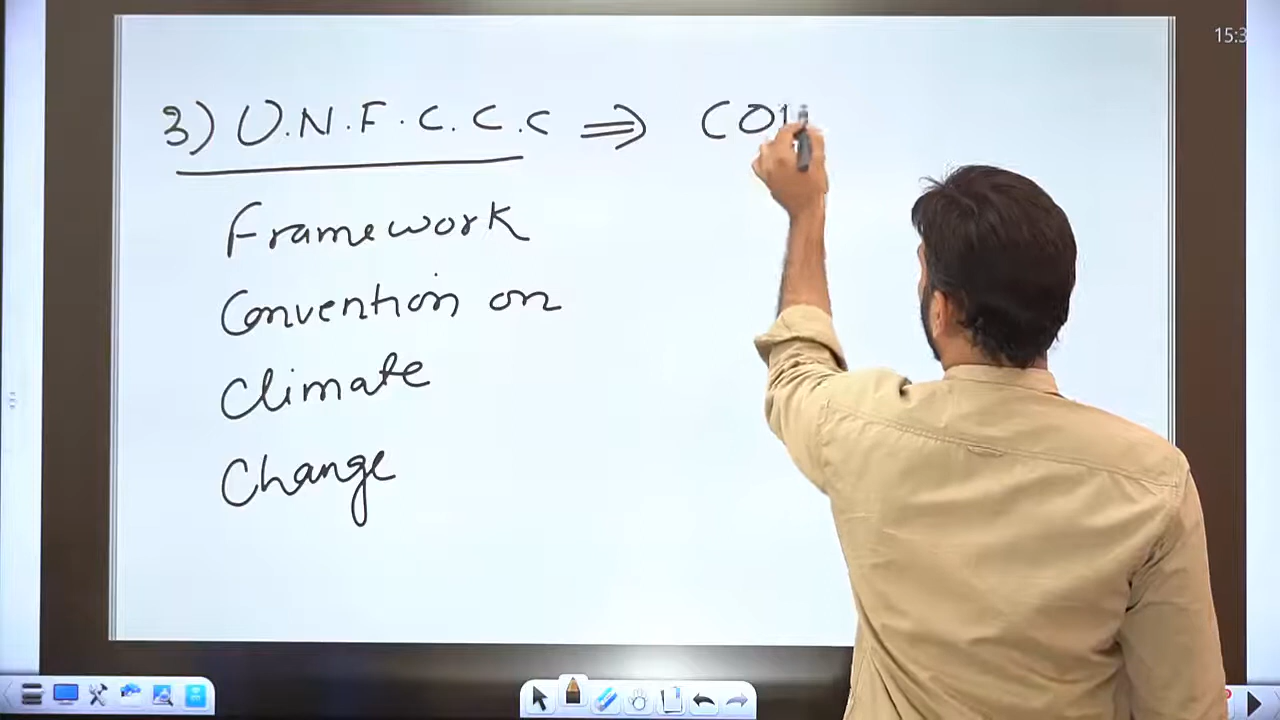 15:3
3) U.N.F.C.C.C ⇒ CO
Framework
Convention on
Climate
Change